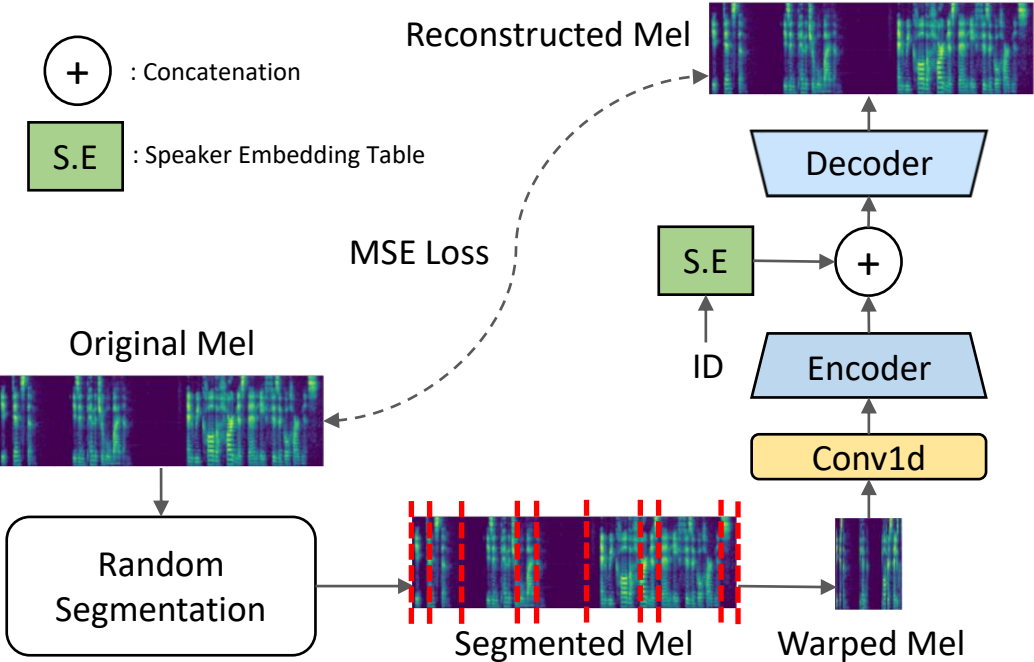 Reconstructed Mel
+ : Concatenation
S.E : Speaker Embedding Table
Decoder
MSE Loss
S.E
+
Original Mel
ID
Encoder
Conv1d
Random
Segmentation
Segmented Mel
Warped Mel